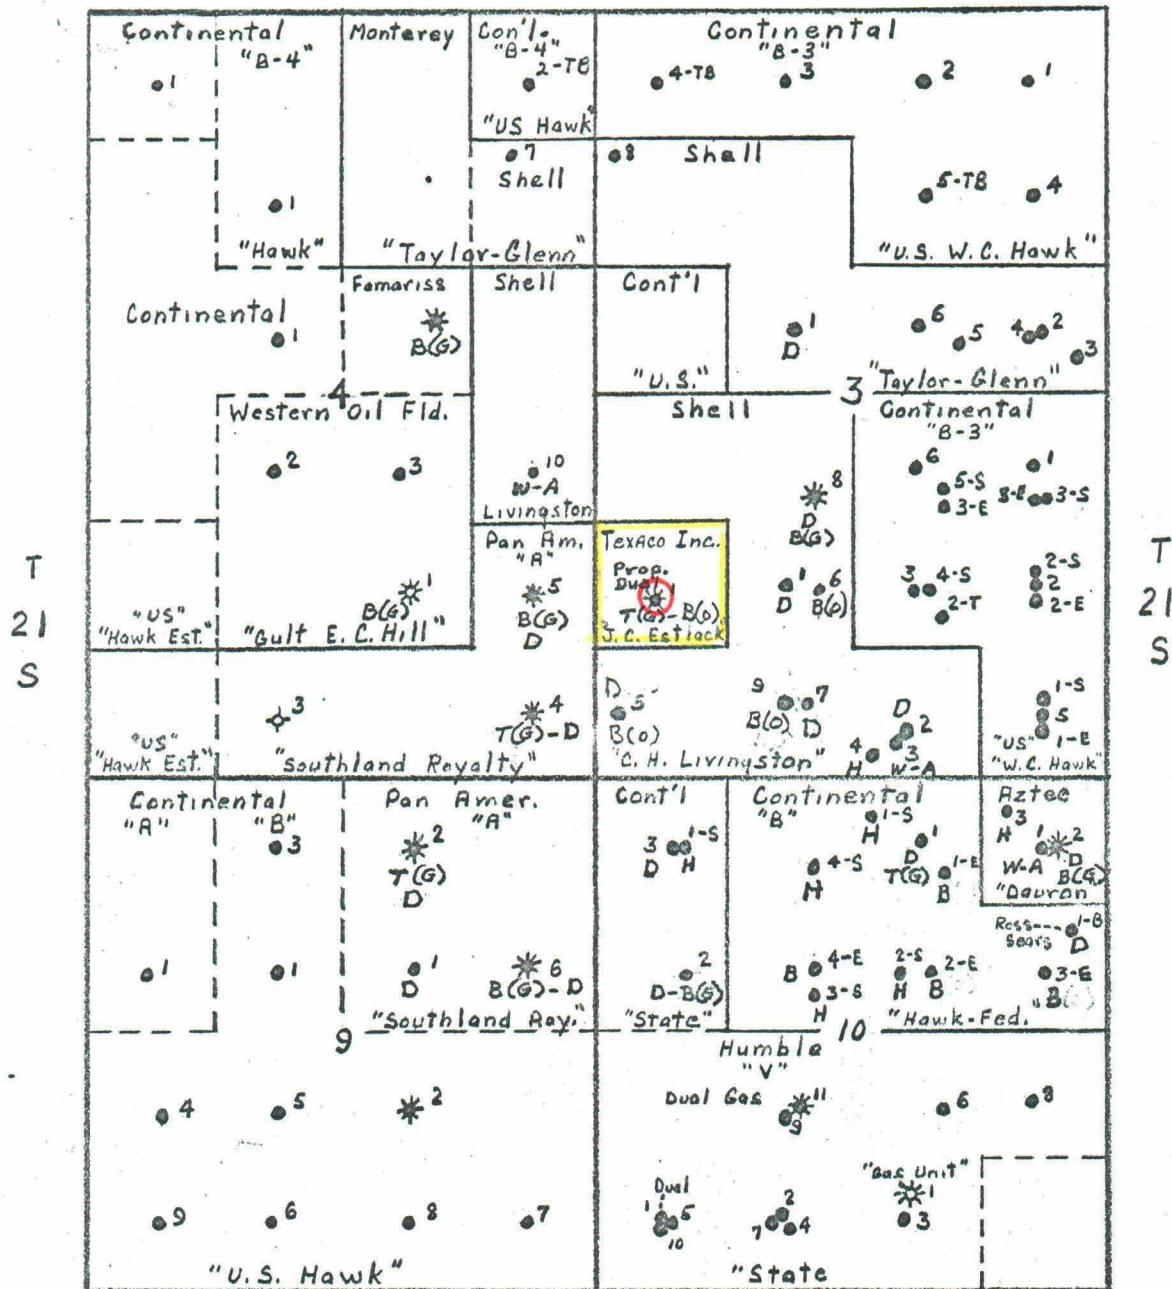 Continental
"B-4"
1
1
"Hawk"
Monterey
"Taylor-Glenn"
Con'l.
"B-4"
2-TB
"US Hawk"
7
Shell
Continental
"B-3"
4-TB
3
2
1
8
Shell
5-TB
4
"U.S. W.C. Hawk"
Continental
1
Famariss
B(G)
Shell
Cont'l
"U.S."
1
D
6
5
4
2
3
"Taylor-Glenn"
4
3
Western Oil Fld.
2
3
10
W-A
Livingston
Shell
8
D
B(G)
Continental
"B-3"
6
1
5-S
3-E
8-E
3-S
T
21
S
"US"
"Hawk Est."
1
B(G)
"Gulf E. C. Hill"
Pan Am.
"A"
5
B(G)
D
Texaco Inc.
Prop.
Dual
1
T(G)-B(O)
"J. C. Estlack"
1
D
6
B(O)
3
4-S
2-T
2-S
2
2-E
T
21
S
"US"
"Hawk Est."
3
4
T(G)-D
"Southland Royalty"
D
5
B(O)
9
B(O)
7
D
D
2
4
H
3
W-A
"C. H. Livingston"
1-S
5
1-E
"US"
"W.C. Hawk"
Continental
"A"
"B"
3
1
1
Pan Amer.
"A"
2
T(G)
D
1
D
6
B(G)-D
"Southland Roy."
9
Cont'l
3
1-S
D
H
2
D-B(G)
"State"
Continental
"B"
1-S
H
4-S
H
1
D
T(G)
1-E
B
4-E
B
3-S
H
2-S
H
2-E
B
"Hawk-Fed."
10
Aztec
3
H
1
W-A
2
D
B(G)
"Dauron"
Ross---
Sears
1-B
D
3-E
B
4
5
2
9
6
8
7
"U.S. Hawk"
Humble
"V"
Dual Gas
11
9
6
8
Dual
1
5
10
2
7
4
"Gas Unit"
1
3
"State